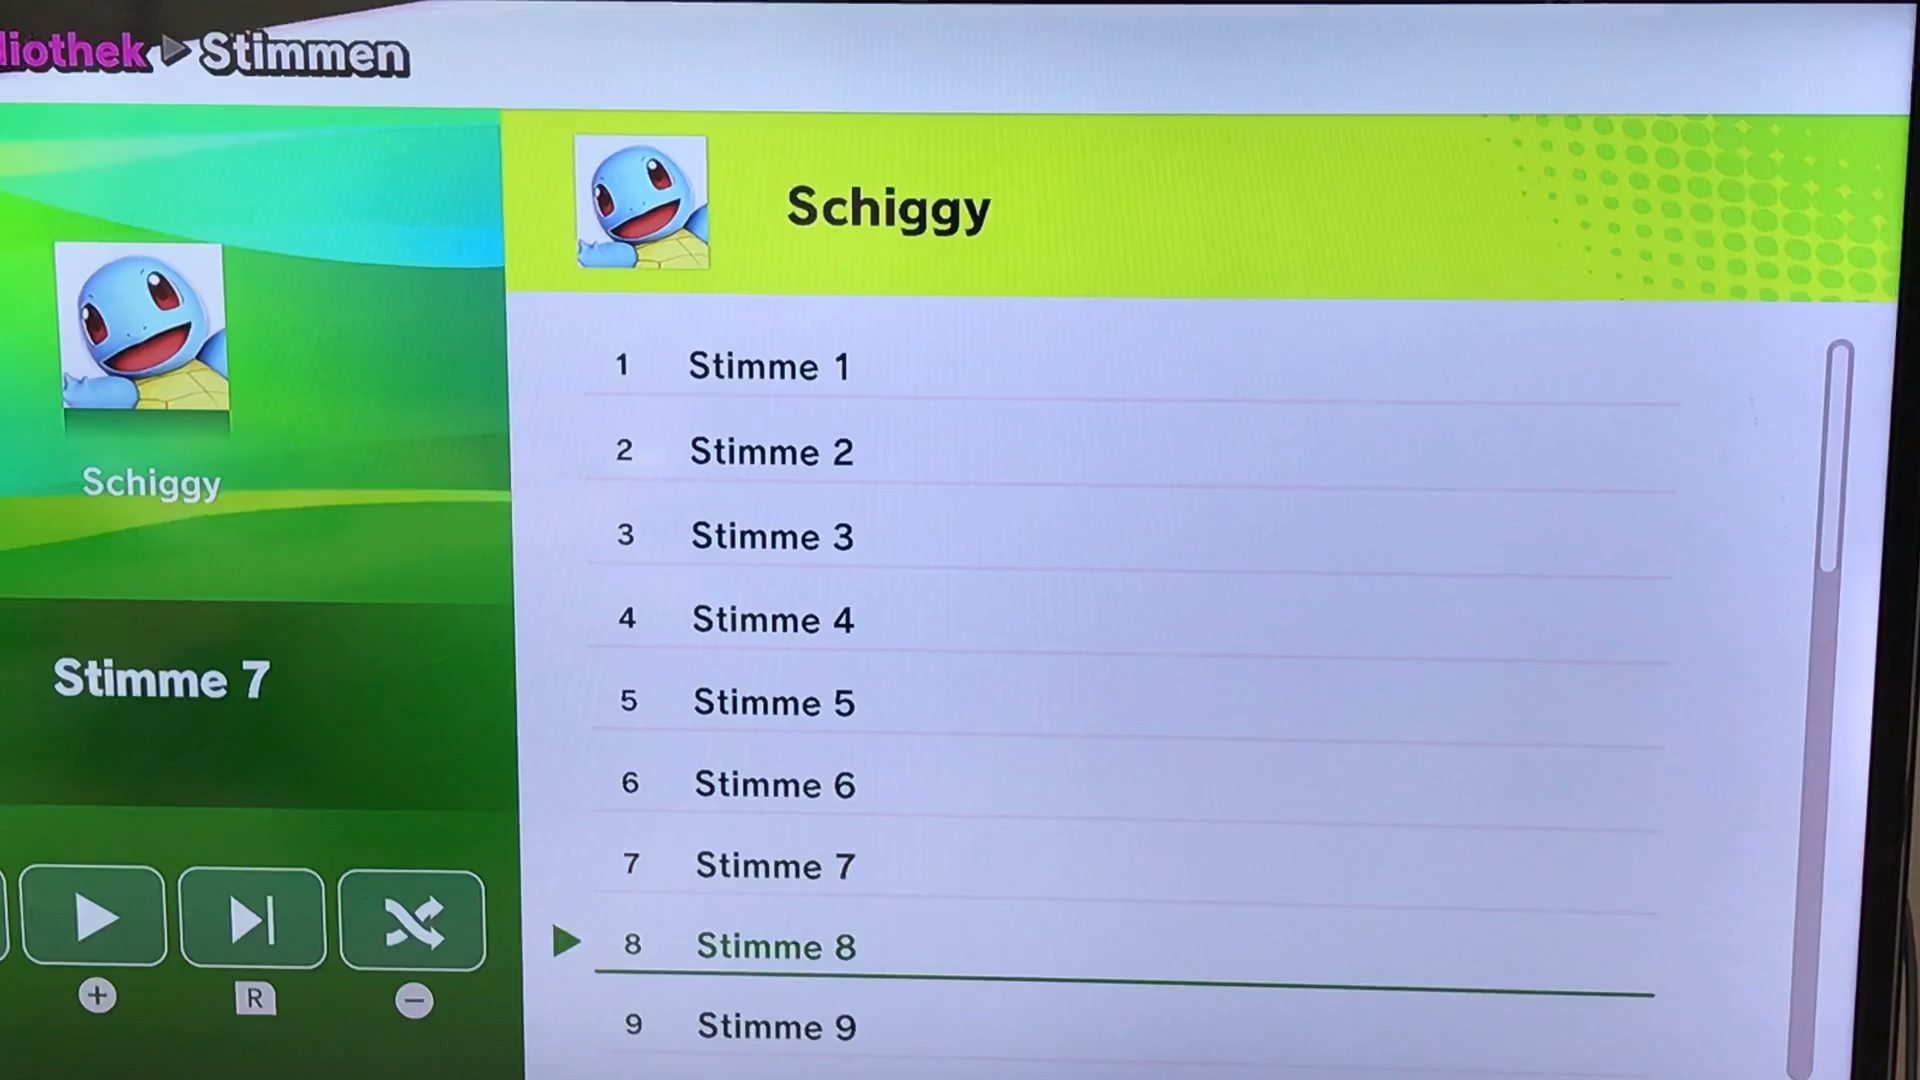 liothek ▶ Stimmen
Schiggy
Schiggy
Stimme 7
1 Stimme 1
2 Stimme 2
3 Stimme 3
4 Stimme 4
5 Stimme 5
6 Stimme 6
7 Stimme 7
8 Stimme 8
9 Stimme 9
+ R −